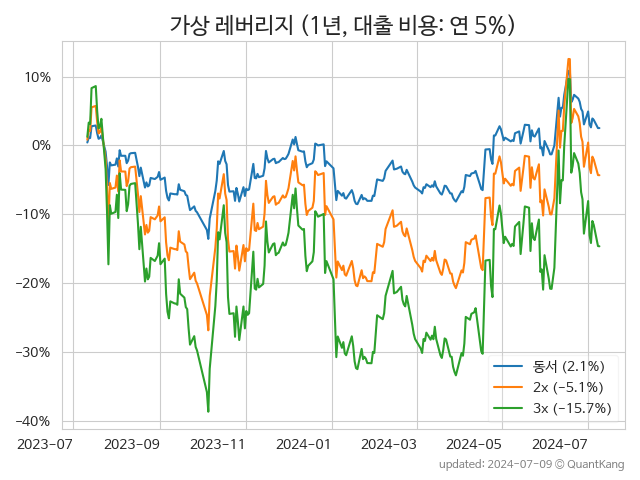 가상 레버리지 (1년, 대출 비용: 연 5%)
10%
0%
−10%
−20%
−30%
−40%
동서 (2.1%)
2x (−5.1%)
3x (−15.7%)
2023-07
2023-09
2023-11
2024-01
2024-03
2024-05
2024-07
updated: 2024-07-09 © QuantKang